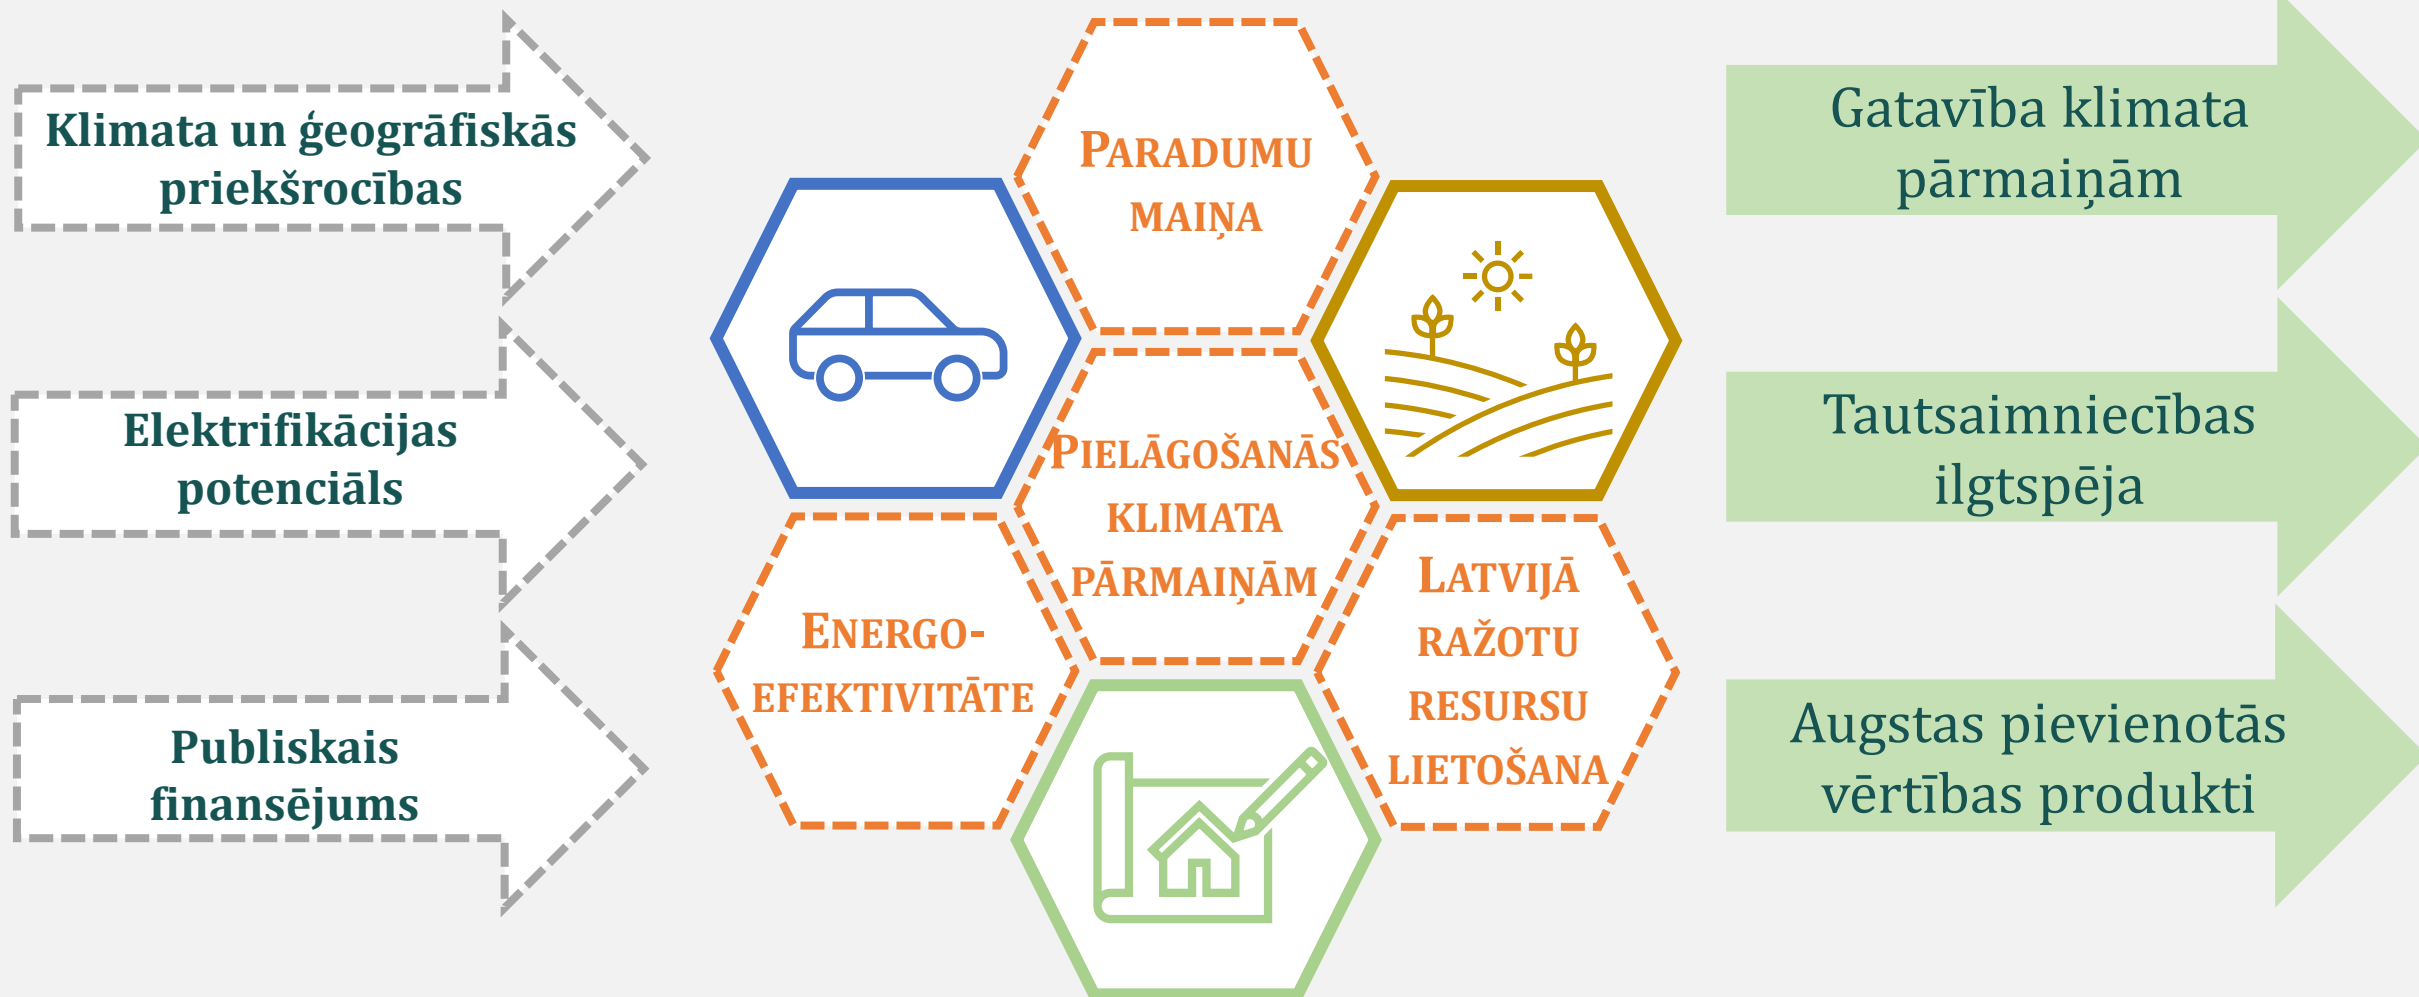 Klimata un ģeogrāfiskās
priekšrocības
Elektrifikācijas
potenciāls
Publiskais
finansējums
PARADUMU
MAIŅA
PIELĀGOŠANĀS
KLIMATA
PĀRMAIŅĀM
ENERGO-
EFEKTIVITĀTE
LATVIJĀ
RAŽOTU
RESURSU
LIETOŠANA
Gatavība klimata
pārmaiņām
Tautsaimniecības
ilgtspēja
Augstas pievienotās
vērtības produkti